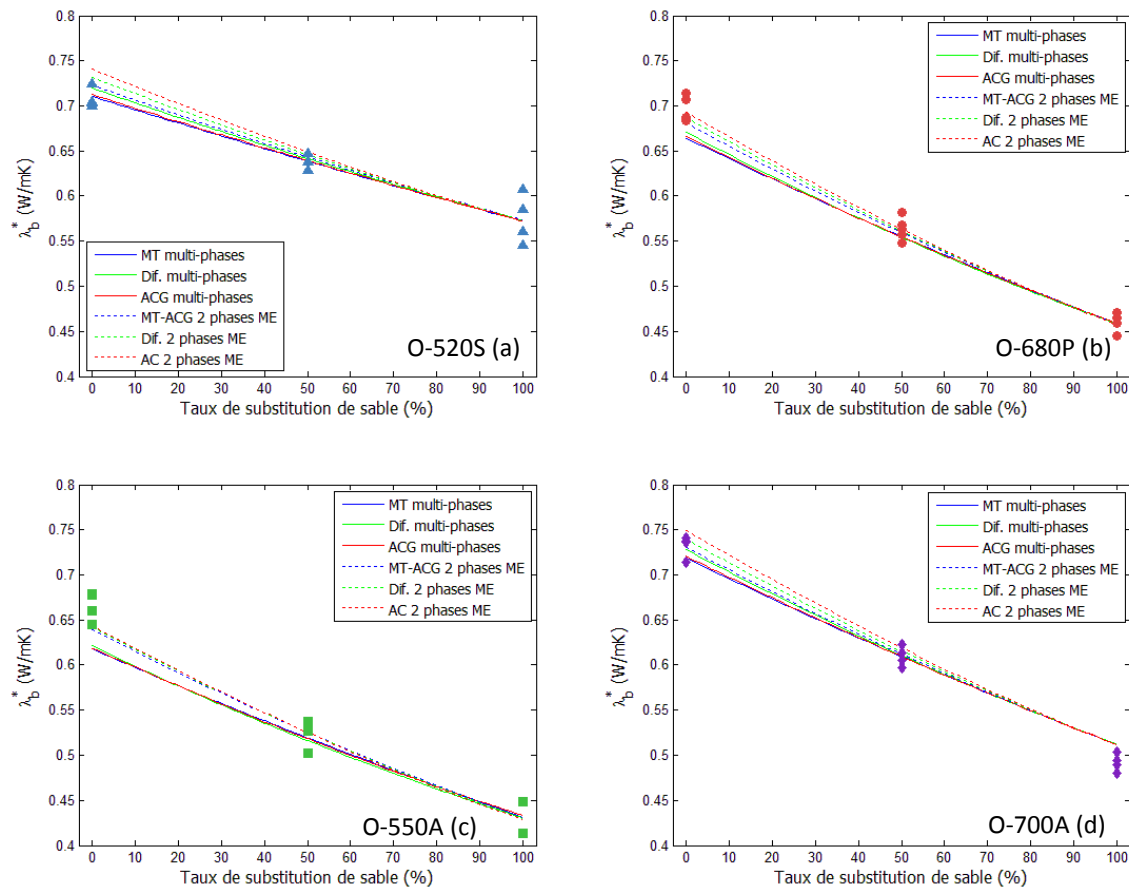 0.8
0.75
0.7
0.65
0.6
0.55
0.5
0.45
0.4
λb* (W/mK)
MT multi-phases
Dif. multi-phases
ACG multi-phases
MT-ACG 2 phases ME
Dif. 2 phases ME
AC 2 phases ME
O-520S (a)
0 10 20 30 40 50 60 70 80 90 100
Taux de substitution de sable (%)
0.8
0.75
0.7
0.65
0.6
0.55
0.5
0.45
0.4
λb* (W/mK)
MT multi-phases
Dif. multi-phases
ACG multi-phases
MT-ACG 2 phases ME
Dif. 2 phases ME
AC 2 phases ME
O-680P (b)
0 10 20 30 40 50 60 70 80 90 100
Taux de substitution de sable (%)
0.8
0.75
0.7
0.65
0.6
0.55
0.5
0.45
0.4
λb* (W/mK)
MT multi-phases
Dif. multi-phases
ACG multi-phases
MT-ACG 2 phases ME
Dif. 2 phases ME
AC 2 phases ME
O-550A (c)
0 10 20 30 40 50 60 70 80 90 100
Taux de substitution de sable (%)
0.8
0.75
0.7
0.65
0.6
0.55
0.5
0.45
0.4
λb* (W/mK)
MT multi-phases
Dif. multi-phases
ACG multi-phases
MT-ACG 2 phases ME
Dif. 2 phases ME
AC 2 phases ME
O-700A (d)
0 10 20 30 40 50 60 70 80 90 100
Taux de substitution de sable (%)